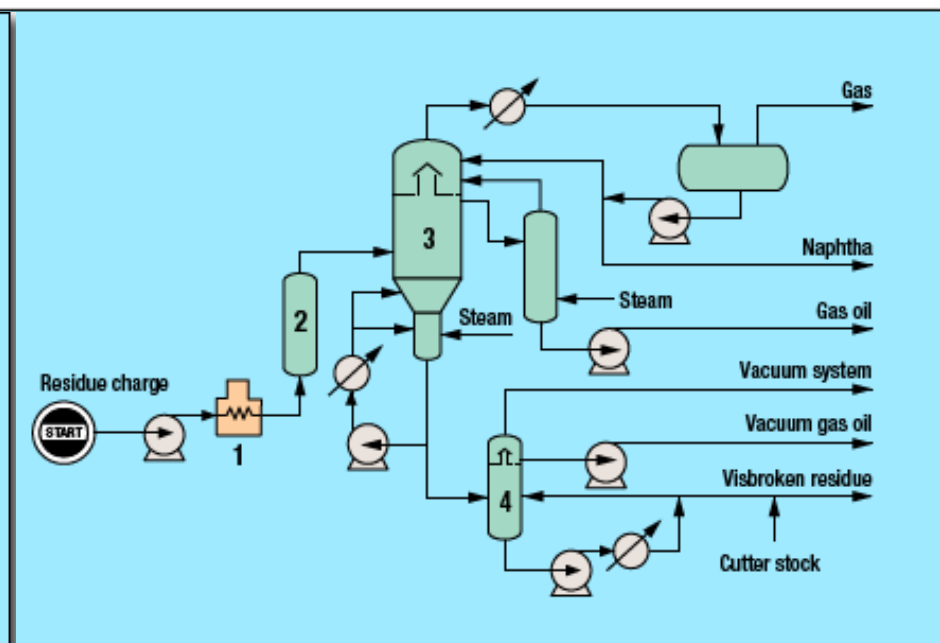 Gas
3
Naphtha
Steam
2
Gas oil
Steam
Residue charge
Vacuum system
START
Vacuum gas oil
1
Visbroken residue
4
Cutter stock